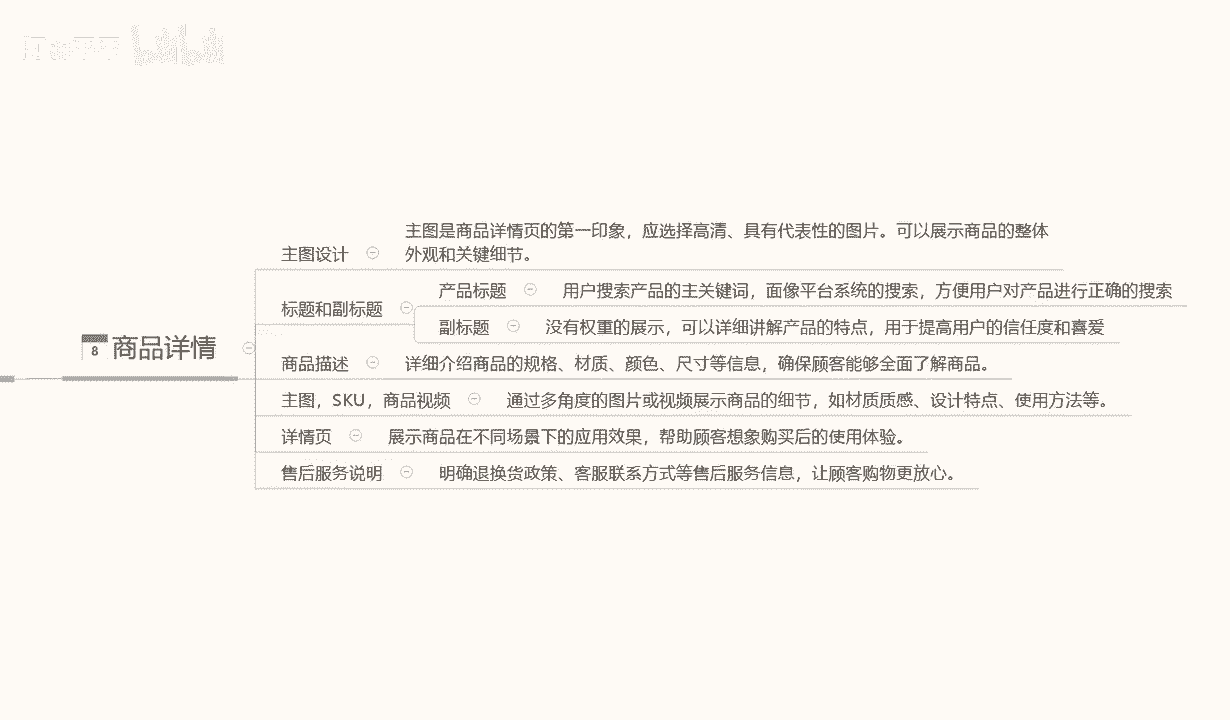 主图是商品详情页的第一印象，应选择高清、具有代表性的图片。可以展示商品的整体
主图设计
外观和关键细节。
产品标题
用户搜索产品的主关键词，面像平台系统的搜索，方便用户对产品进行正确的搜索
标题和副标题
副标题
没有权重的展示，可以详细讲解产品的特点，用于提高用户的信任度和喜爱
8
商品详情
商品描述
详细介绍商品的规格、材质、颜色、尺寸等信息，确保顾客能够全面了解商品。
主图，SKU，商品视频
通过多角度的图片或视频展示商品的细节，如材质质感、设计特点、使用方法等。
详情页
展示商品在不同场景下的应用效果，帮助顾客想象购买后的使用体验。
售后服务说明
明确退换货政策、客服联系方式等售后服务信息，让顾客购物更放心。